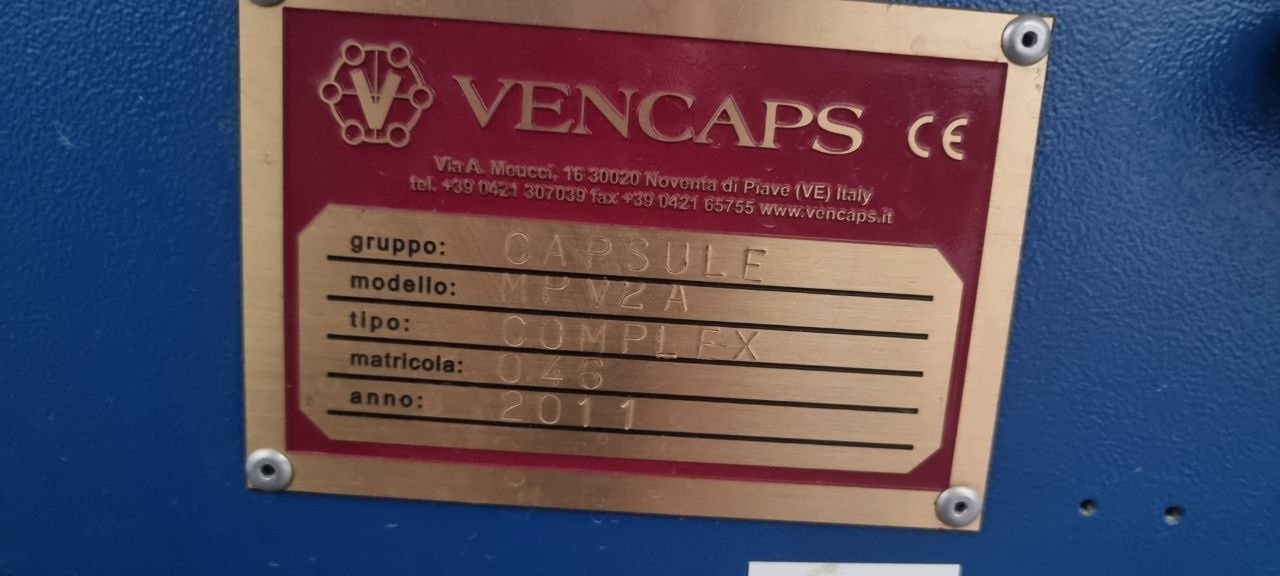 V VENCAPS CE
Via A. Meucci, 16 30020 Noventa di Piave (VE) Italy
tel. +39 0421 307039 fax +39 0421 65755 www.vencaps.it
gruppo: CAPSULE
modello: MPV2A
tipo: COMPLEX
matricola: 046
anno: 2011